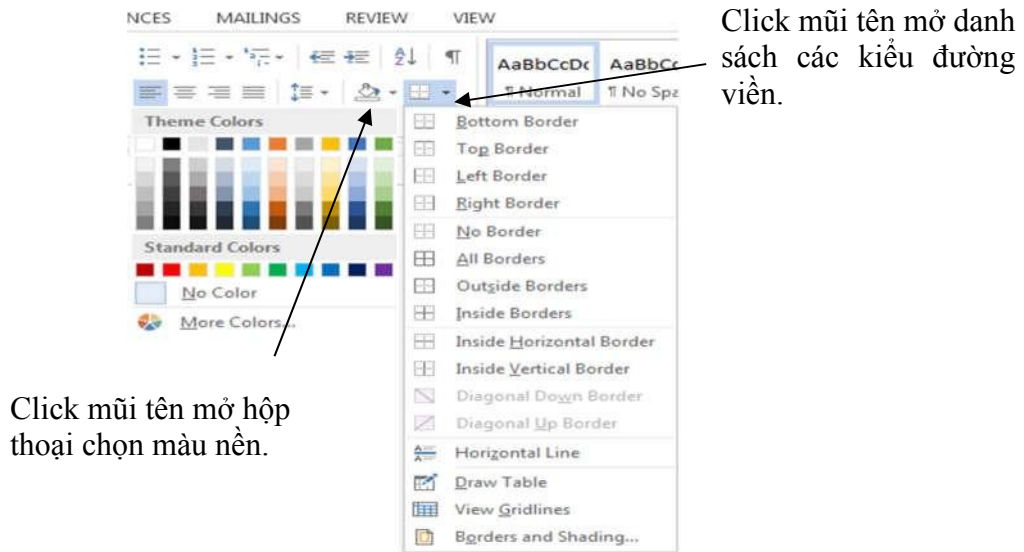 NCES MAILINGS REVIEW VIEW
Click mũi tên mở danh
sách các kiểu đường
viền.
AaBbCcDc AaBbCc
¶ Normal ¶ No Spa
Theme Colors
Standard Colors
No Color
More Colors...
Bottom Border
Top Border
Left Border
Right Border
No Border
All Borders
Outside Borders
Inside Borders
Inside Horizontal Border
Inside Vertical Border
Diagonal Down Border
Diagonal Up Border
Horizontal Line
Draw Table
View Gridlines
Borders and Shading...
Click mũi tên mở hộp
thoại chọn màu nền.